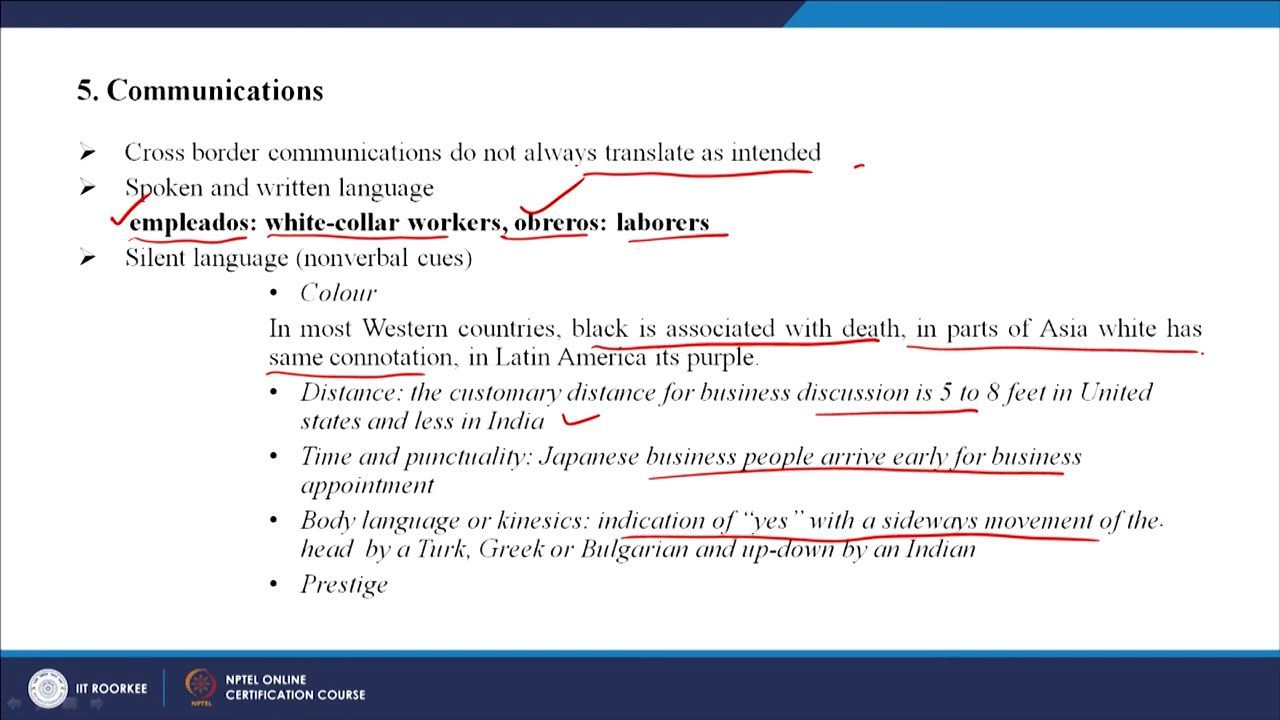 5. Communications
➢ Cross border communications do not always translate as intended
➢ Spoken and written language
empleados: white-collar workers, obreros: laborers
➢ Silent language (nonverbal cues)
• Colour
In most Western countries, black is associated with death, in parts of Asia white has
same connotation, in Latin America its purple.
• Distance: the customary distance for business discussion is 5 to 8 feet in United
states and less in India
• Time and punctuality: Japanese business people arrive early for business
appointment
• Body language or kinesics: indication of “yes” with a sideways movement of the
head by a Turk, Greek or Bulgarian and up-down by an Indian
• Prestige
IIT ROORKEE
NPTEL
NPTEL ONLINE
CERTIFICATION COURSE